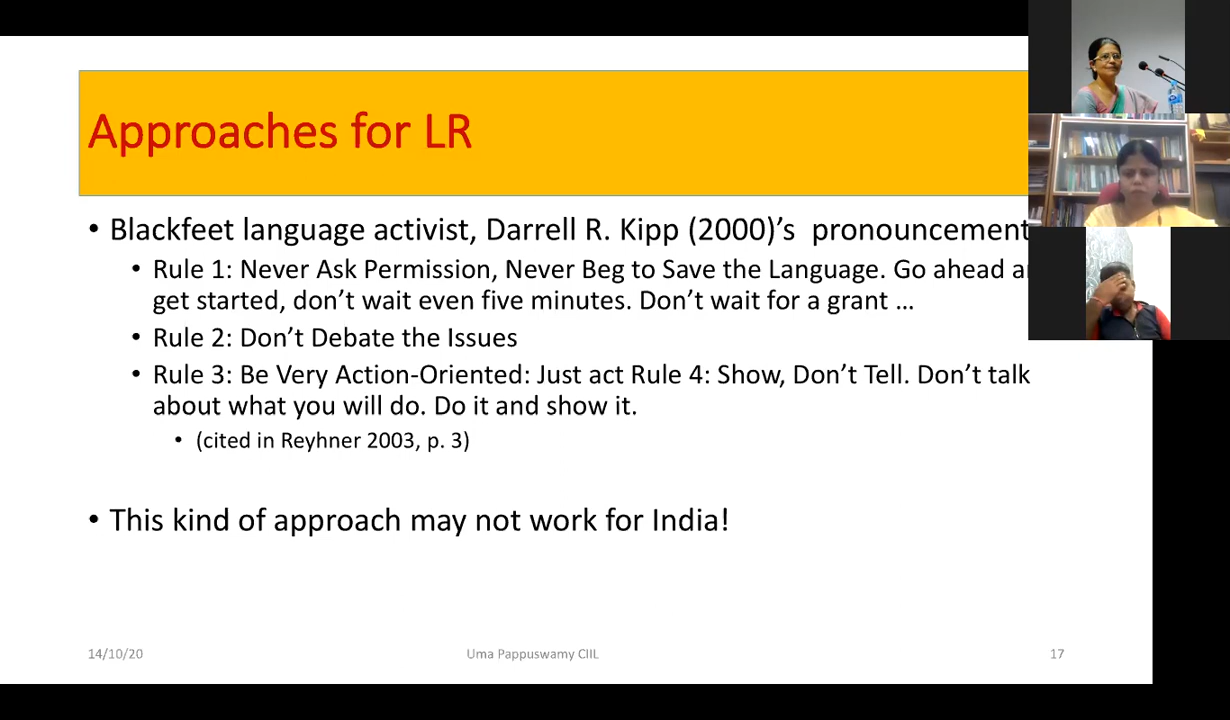 Approaches for LR
• Blackfeet language activist, Darrell R. Kipp (2000)’s pronouncement
• Rule 1: Never Ask Permission, Never Beg to Save the Language. Go ahead
get started, don’t wait even five minutes. Don’t wait for a grant …
• Rule 2: Don’t Debate the Issues
• Rule 3: Be Very Action-Oriented: Just act Rule 4: Show, Don’t Tell. Don’t talk
about what you will do. Do it and show it.
• (cited in Reyhner 2003, p. 3)
• This kind of approach may not work for India!
14/10/20
Uma Pappuswamy CIIL
17